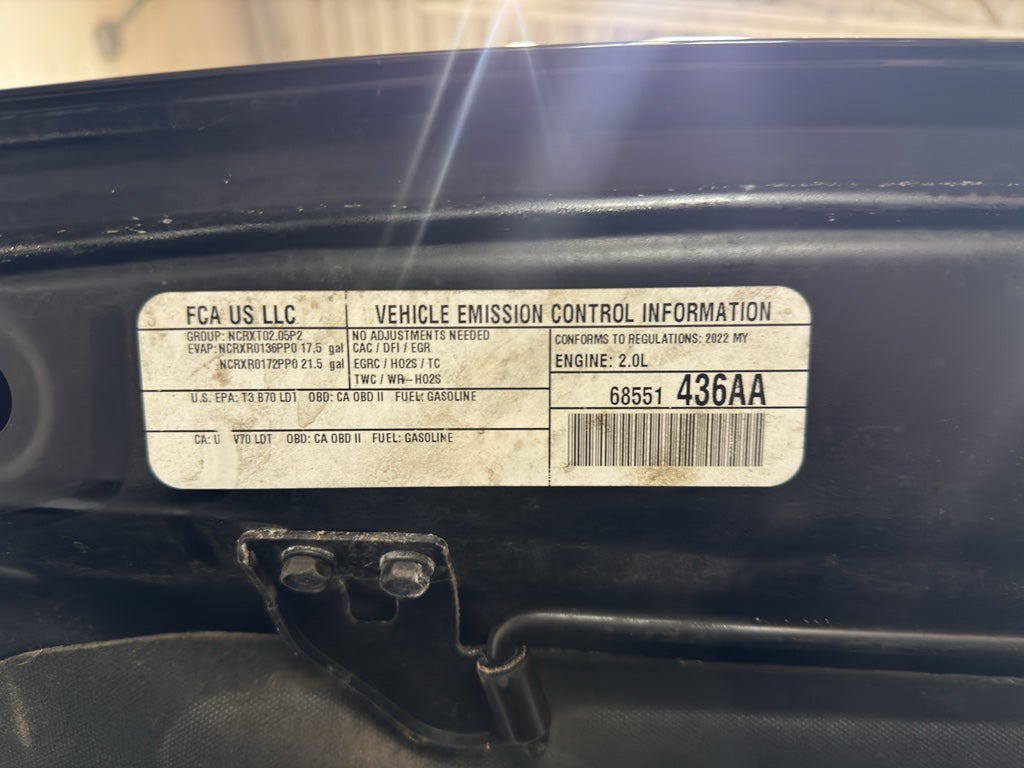 FCA US LLC
VEHICLE EMISSION CONTROL INFORMATION
GROUP: NCRXT02.05P2
EVAP: NCRXR0136PP0 17.5 gal
NCRXR0172PP0 21.5 gal
NO ADJUSTMENTS NEEDED
CAC / DFI / EGR
EGRC / HO2S / TC
TWC / WR-HO2S
CONFORMS TO REGULATIONS: 2022 MY
ENGINE: 2.0L
68551 436AA
U.S. EPA: T3 B70 LDT OBD: CA OBD II FUEL: GASOLINE
CA: V70 LDT OBD: CA OBD II FUEL: GASOLINE